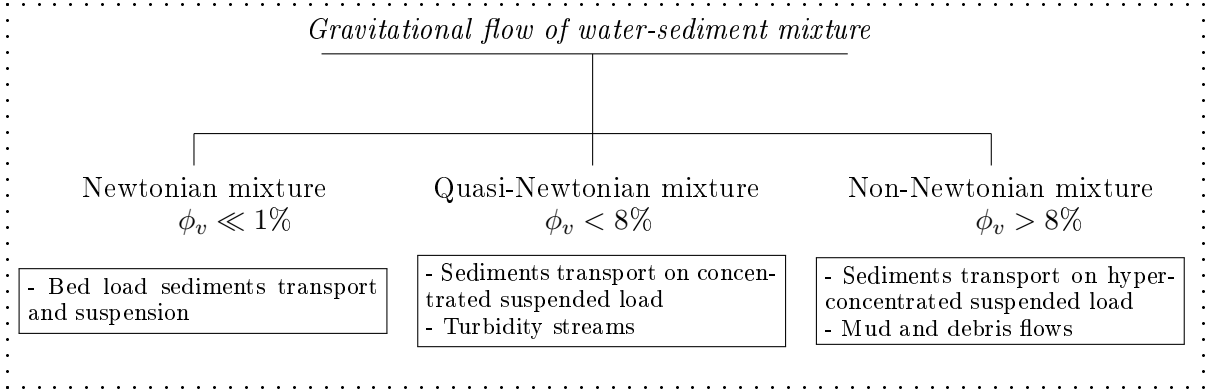 Gravitational flow of water-sediment mixture
Newtonian mixture
ϕᵥ ≪ 1%
Quasi-Newtonian mixture
ϕᵥ < 8%
Non-Newtonian mixture
ϕᵥ > 8%
- Bed load sediments transport
and suspension
- Sediments transport on concen-
trated suspended load
- Turbidity streams
- Sediments transport on hyper-
concentrated suspended load
- Mud and debris flows